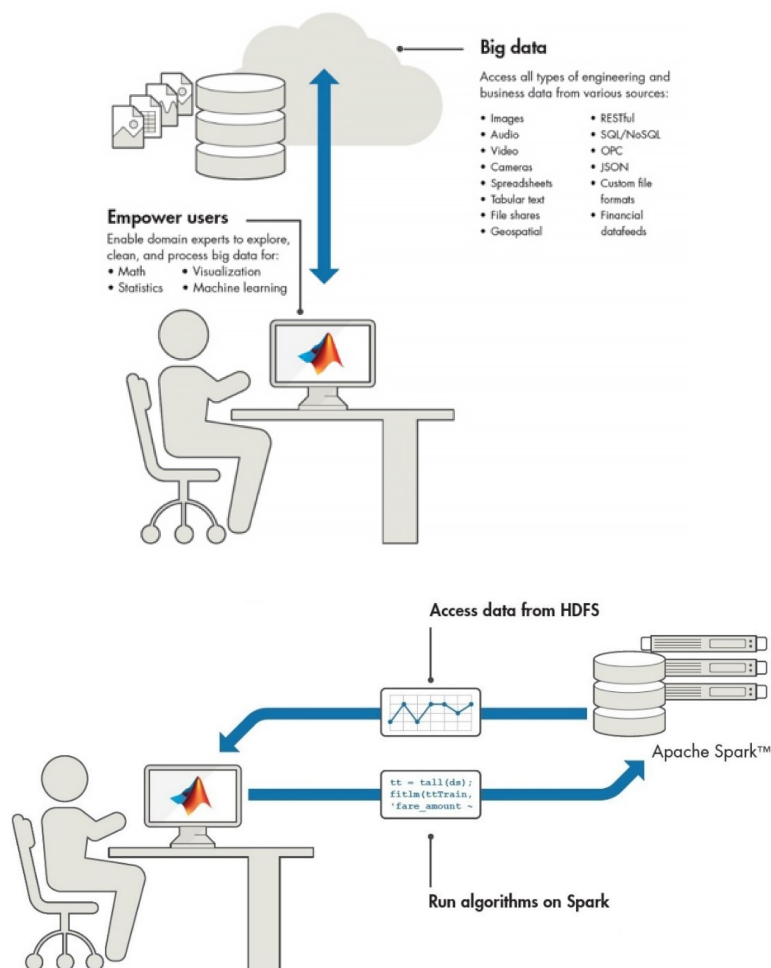 Big data
Access all types of engineering and
business data from various sources:
• Images
• Audio
• Video
• Cameras
• Spreadsheets
• Tabular text
• File shares
• Geospatial
• RESTful
• SQL/NoSQL
• OPC
• JSON
• Custom file
formats
• Financial
datafeeds
Empower users
Enable domain experts to explore,
clean, and process big data for:
• Math
• Statistics
• Visualization
• Machine learning
Access data from HDFS
Apache Spark™
tt = tall(ds);
fitlm(ttTrain,
'fare_amount ~
Run algorithms on Spark